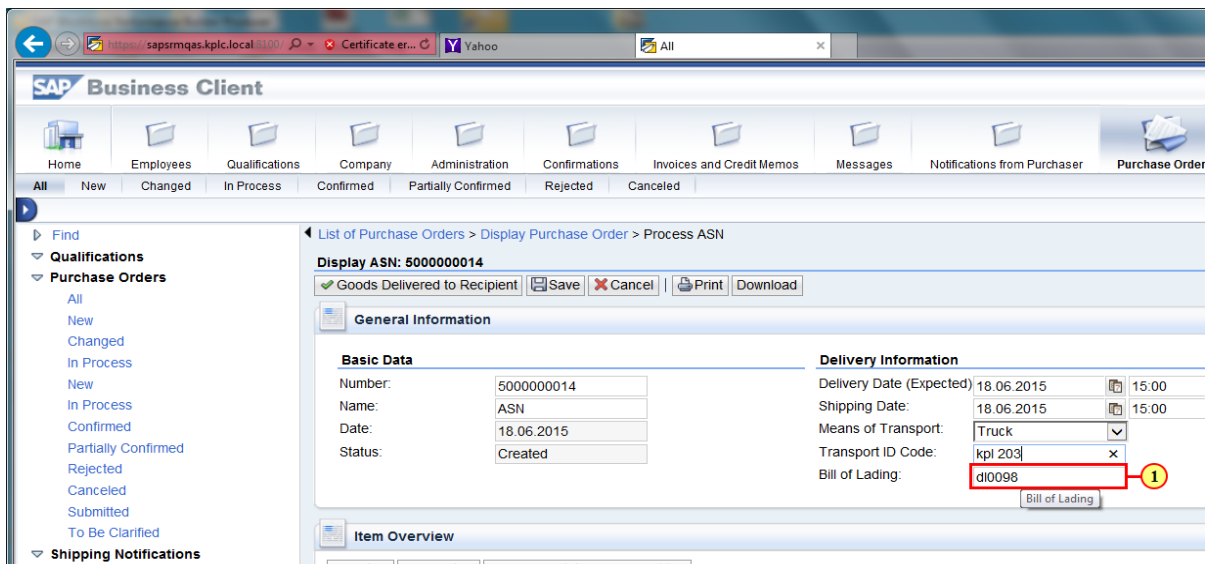 https://sapsrmqas.kplc.local:8100/ Certificate er... Yahoo All
SAP Business Client
Home Employees Qualifications Company Administration Confirmations Invoices and Credit Memos Messages Notifications from Purchaser Purchase Order
All New Changed In Process Confirmed Partially Confirmed Rejected Canceled
Find
Qualifications
Purchase Orders
All
New
Changed
In Process
New
In Process
Confirmed
Partially Confirmed
Rejected
Canceled
Submitted
To Be Clarified
Shipping Notifications
List of Purchase Orders > Display Purchase Order > Process ASN
Display ASN: 5000000014
Goods Delivered to Recipient Save Cancel | Print Download
General Information
Basic Data
Number: 5000000014
Name: ASN
Date: 18.06.2015
Status: Created
Delivery Information
Delivery Date (Expected) 18.06.2015 15:00
Shipping Date: 18.06.2015 15:00
Means of Transport: Truck
Transport ID Code: kpl 203
Bill of Lading: dl0098 1
Bill of Lading
Item Overview